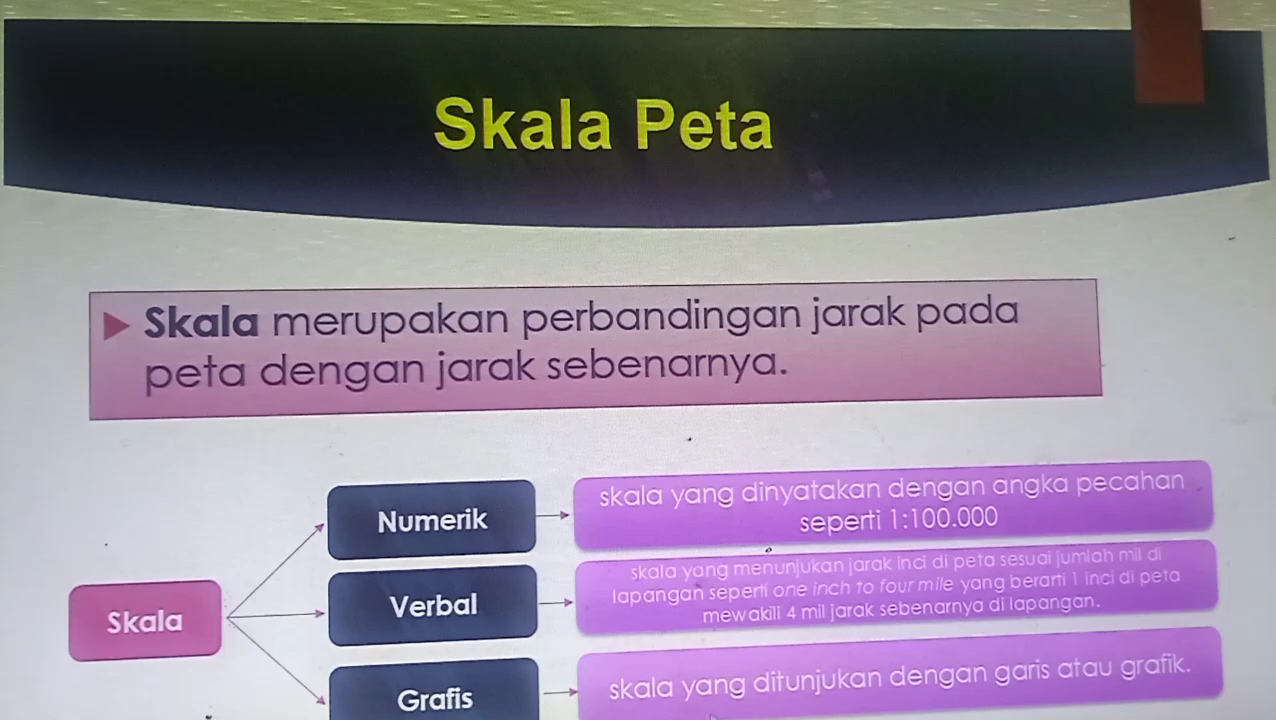 Skala Peta
Skala merupakan perbandingan jarak pada
peta dengan jarak sebenarnya.
Skala
Numerik
skala yang dinyatakan dengan angka pecahan
seperti 1:100.000
Verbal
skala yang menunjukan jarak inci di peta sesuai jumlah mil di
lapangan seperti one inch to four mile yang berarti 1 inci di peta
mewakili 4 mil jarak sebenarnya di lapangan.
Grafis
skala yang ditunjukan dengan garis atau grafik.